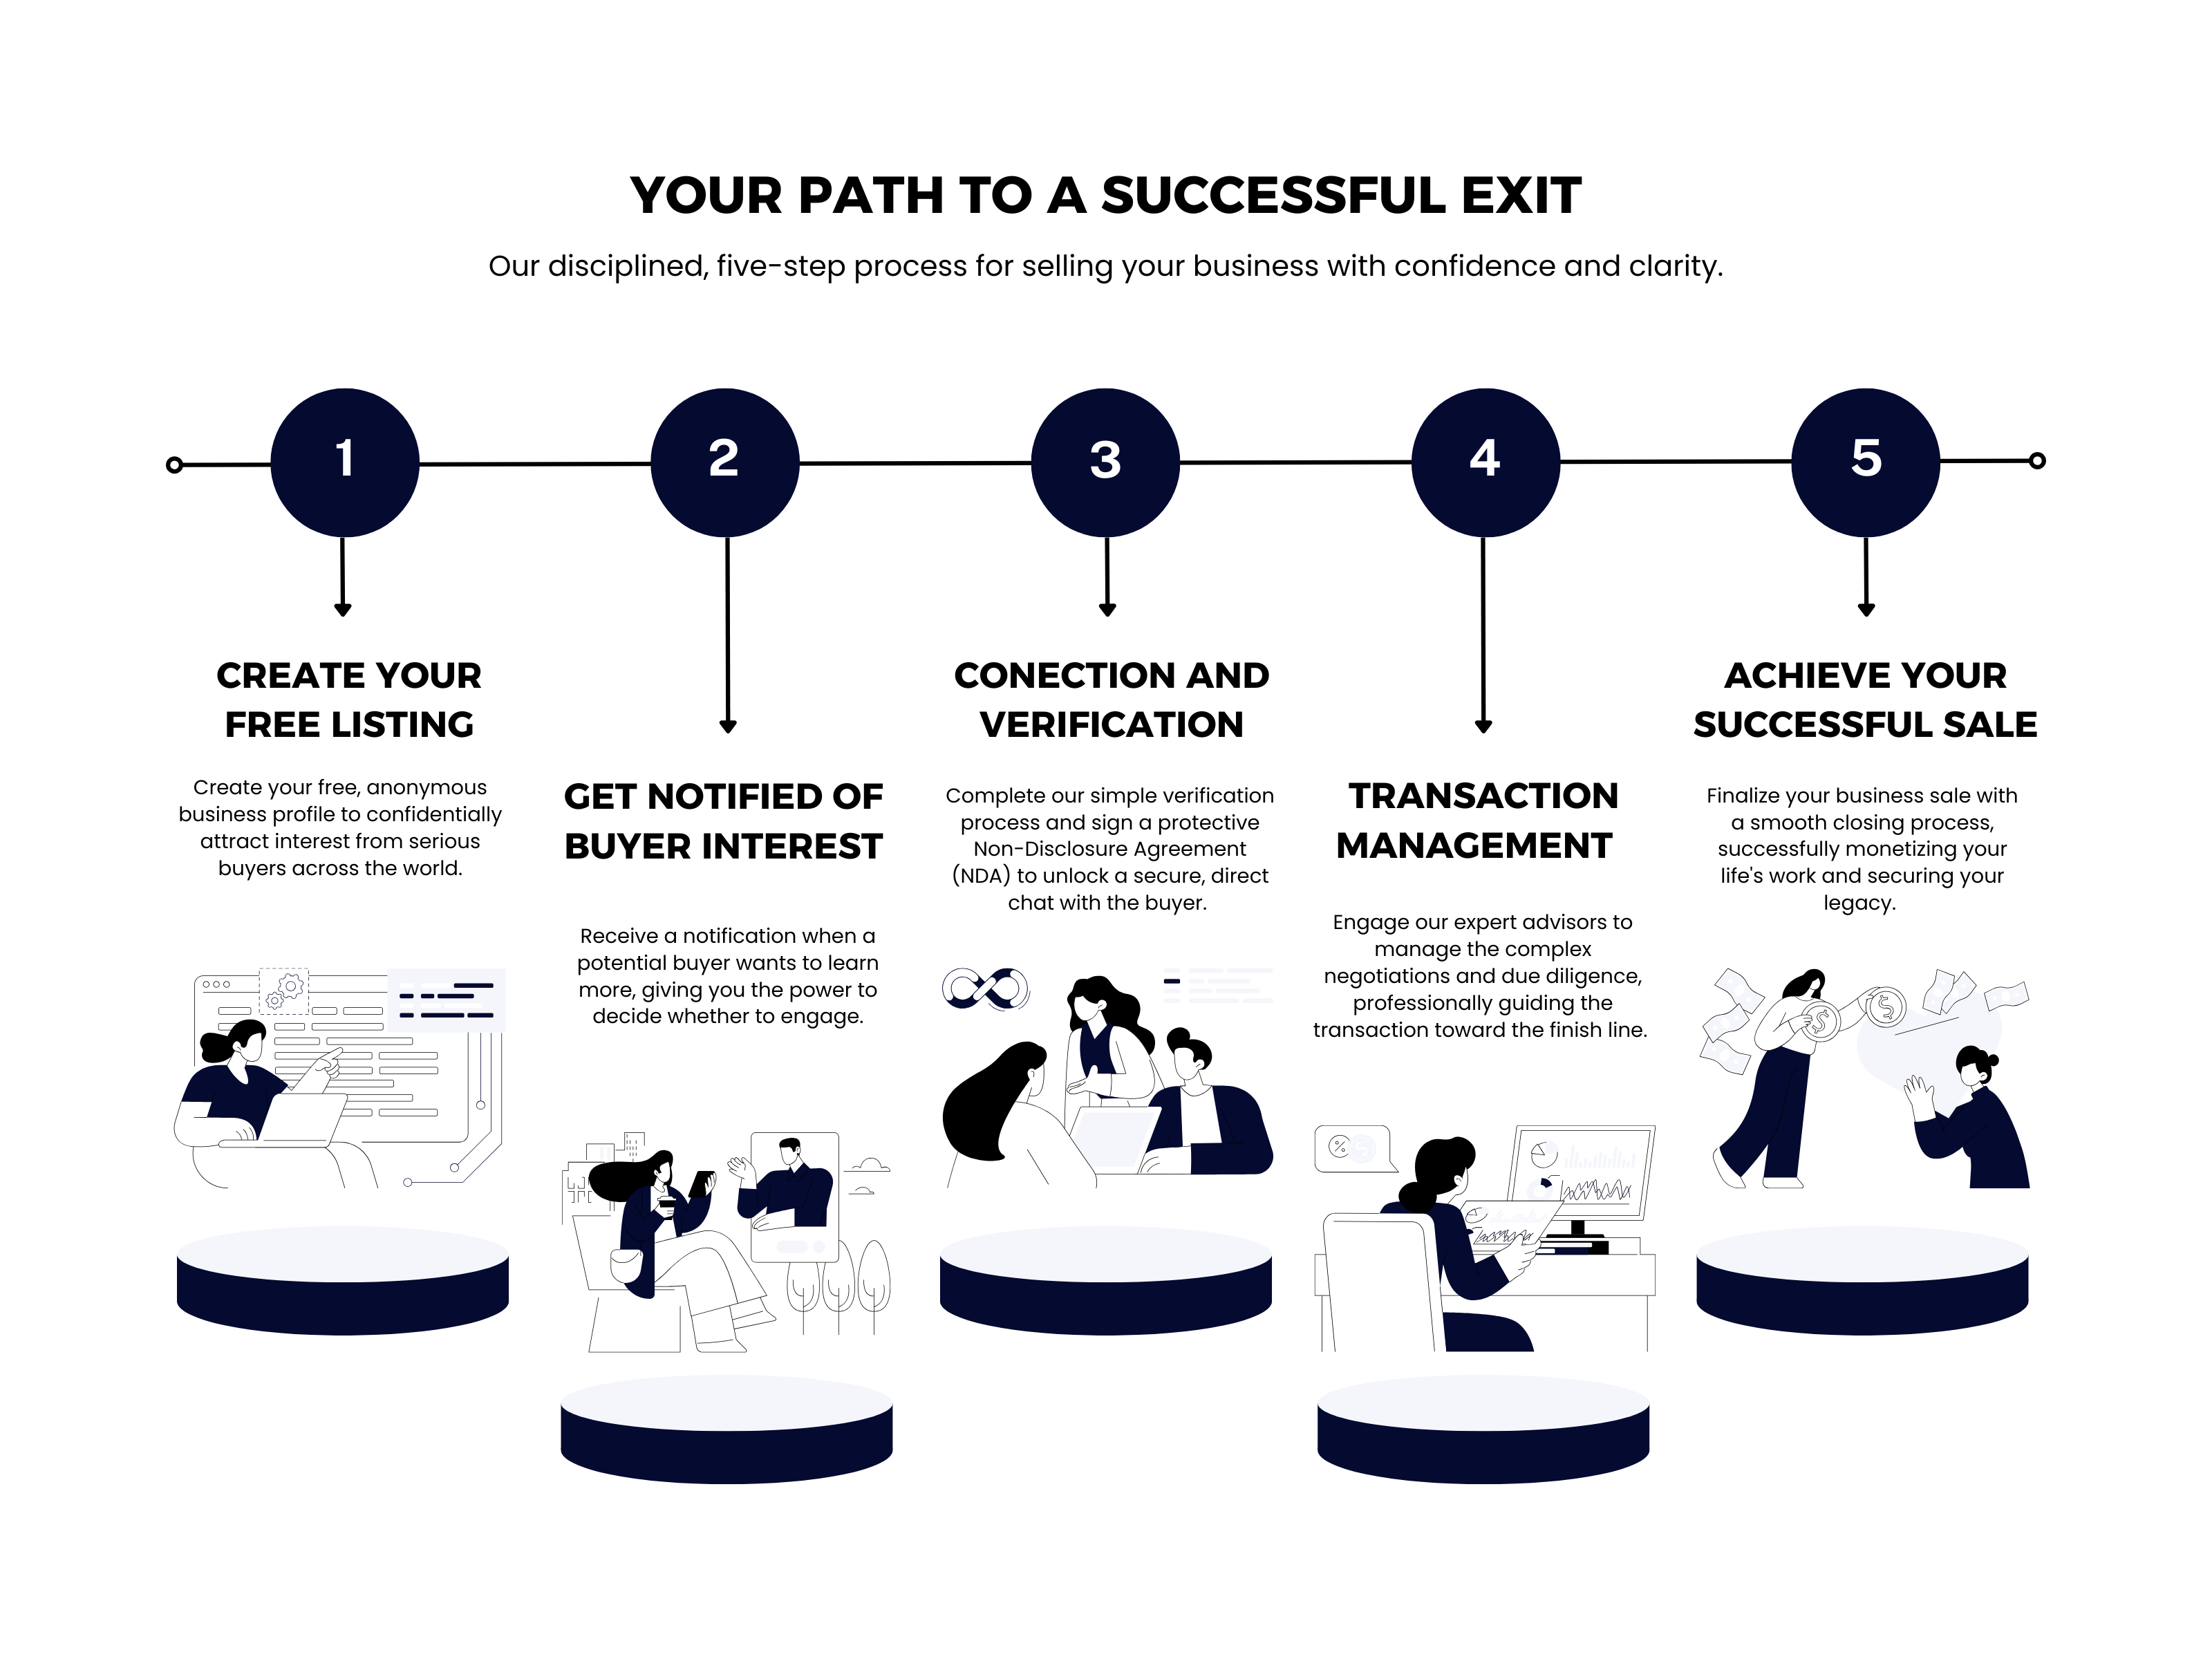 YOUR PATH TO A SUCCESSFUL EXIT
Our disciplined, five-step process for selling your business with confidence and clarity.
1
2
3
4
5
CREATE YOUR
FREE LISTING
Create your free, anonymous
business profile to confidentially
attract interest from serious
buyers across the world.
GET NOTIFIED OF
BUYER INTEREST
Receive a notification when a
potential buyer wants to learn
more, giving you the power to
decide whether to engage.
CONECTION AND
VERIFICATION
Complete our simple verification
process and sign a protective
Non-Disclosure Agreement
(NDA) to unlock a secure, direct
chat with the buyer.
TRANSACTION
MANAGEMENT
Engage our expert advisors to
manage the complex
negotiations and due diligence,
professionally guiding the
transaction toward the finish line.
ACHIEVE YOUR
SUCCESSFUL SALE
Finalize your business sale with
a smooth closing process,
successfully monetizing your
life's work and securing your
legacy.